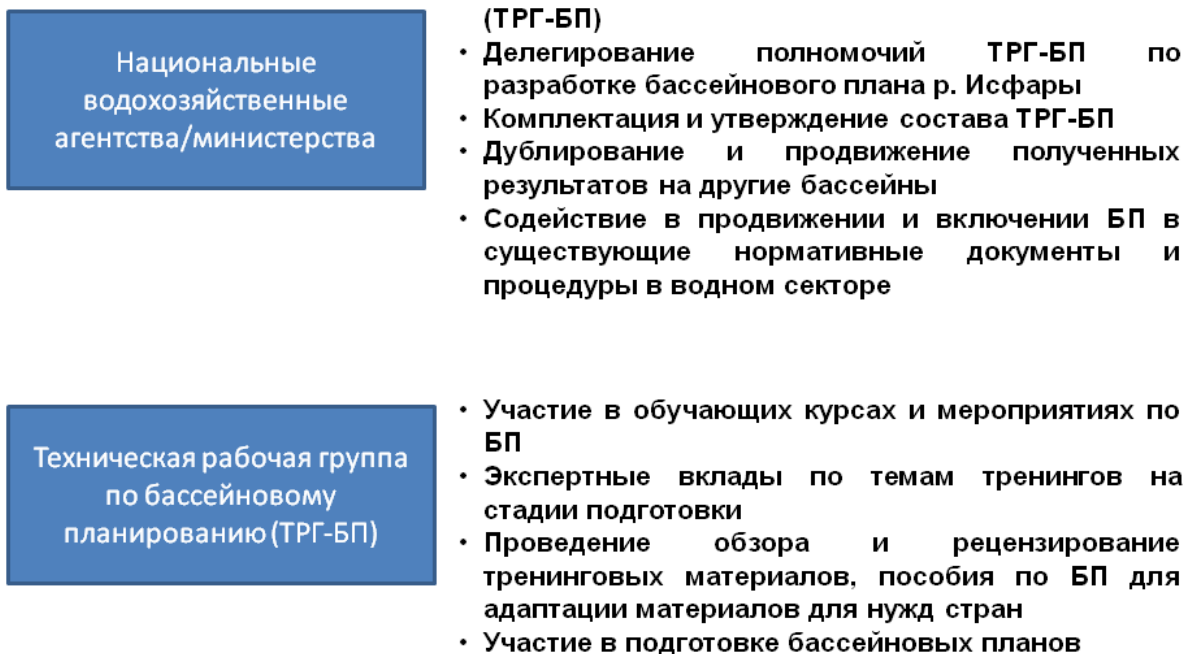 (ТРГ-БП)
Национальные
водохозяйственные
агентства/министерства
• Делегирование полномочий ТРГ-БП по
разработке бассейнового плана р. Исфары
• Комплектация и утверждение состава ТРГ-БП
• Дублирование и продвижение полученных
результатов на другие бассейны
• Содействие в продвижении и включении БП в
существующие нормативные документы и
процедуры в водном секторе
Техническая рабочая группа
по бассейновому
планированию (ТРГ-БП)
• Участие в обучающих курсах и мероприятиях по
БП
• Экспертные вклады по темам тренингов на
стадии подготовки
• Проведение обзора и рецензирование
тренинговых материалов, пособия по БП для
адаптации материалов для нужд стран
• Участие в подготовке бассейновых планов